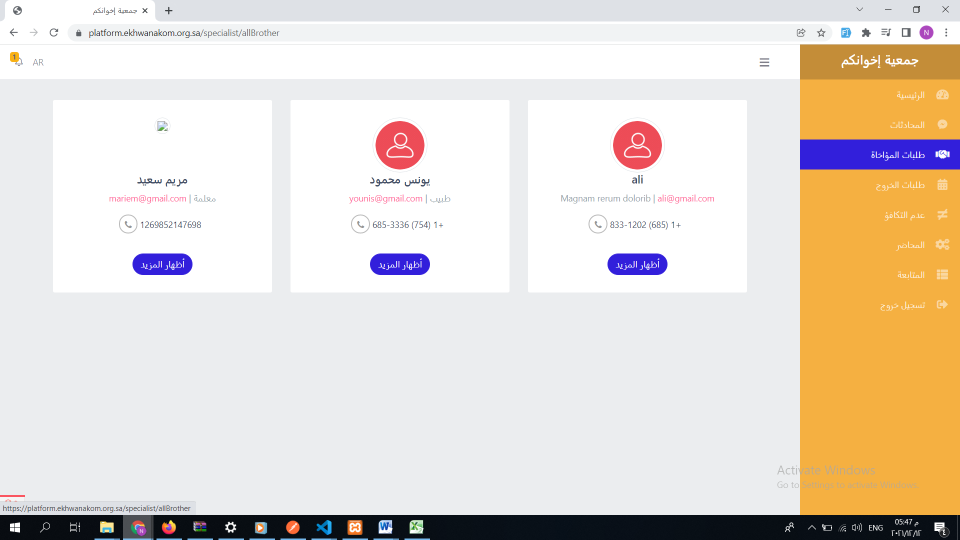 جمعية إخوانكم
platform.ekhwanakom.org.sa/specialist/allBrother
N
1
AR
جمعية إخوانكم
الرئيسية
المحادثات
طلبات المؤاخاة
طلبات الخروج
عدم التكافؤ
المحاضر
المتابعة
تسجيل خروج
ali
Magnam rerum dolorib | ali@gmail.com
+1 (685) 833-1202
أظهار المزيد
يونس محمود
طبيب | younis@gmail.com
+1 (754) 685-3336
أظهار المزيد
مريم سعيد
معلمة | mariem@gmail.com
1269852147698
أظهار المزيد
Activate Windows
Go to Settings to activate Windows.
https://platform.ekhwanakom.org.sa/specialist/allBrother
ENG
05:47 م